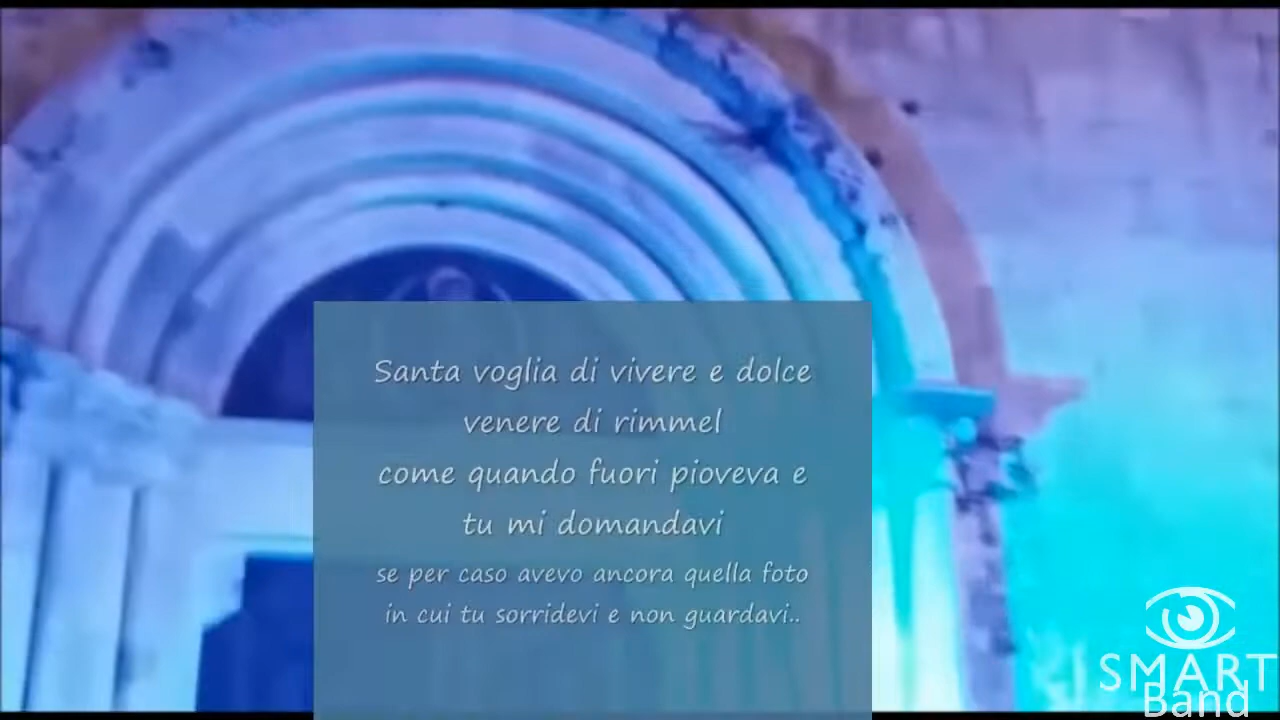 Santa voglia di vivere e dolce
venere di rimmel
come quando fuori pioveva e
tu mi domandavi
se per caso avevo ancora quella foto
in cui tu sorridevi e non guardavi..
SMART
Band